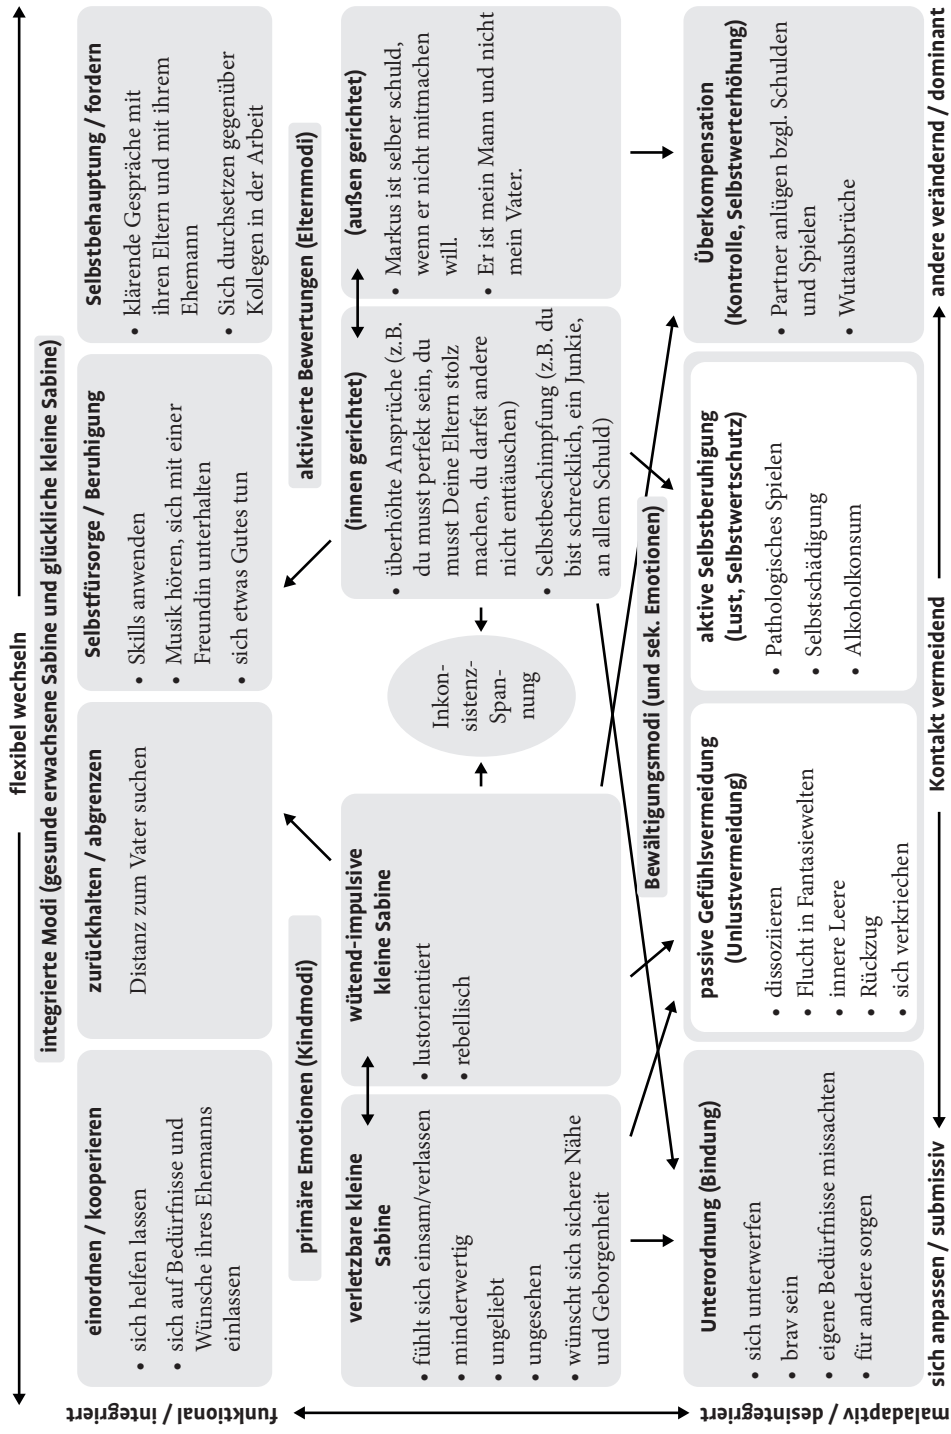 flexibel wechseln
integrierte Modi (gesunde erwachsene Sabine und glückliche kleine Sabine)
funktional / integriert
einordnen / kooperieren
• sich helfen lassen
• sich auf Bedürfnisse und
Wünsche ihres Ehemanns
einlassen
zurückhalten / abgrenzen
Distanz zum Vater suchen
Selbstfürsorge / Beruhigung
• Skills anwenden
• Musik hören, sich mit einer
Freundin unterhalten
• sich etwas Gutes tun
Selbstbehauptung / fordern
• klärende Gespräche mit
ihren Eltern und mit ihrem
Ehemann
• Sich durchsetzen gegenüber
Kollegen in der Arbeit
primäre Emotionen (Kindmodi)
verletzbare kleine
Sabine
• fühlt sich einsam/verlassen
• minderwertig
• ungeliebt
• ungesehen
• wünscht sich sichere Nähe
und Geborgenheit
wütend-impulsive
kleine Sabine
• lustorientiert
• rebellisch
Inkon-
sistenz-
Span-
nung
aktivierte Bewertungen (Elternmodi)
(innen gerichtet)
• überhöhte Ansprüche (z.B.
du musst perfekt sein, du
musst Deine Eltern stolz
machen, du darfst andere
nicht enttäuschen)
• Selbstbeschimpfung (z.B. du
bist schrecklich, ein Junkie,
an allem Schuld)
(außen gerichtet)
• Markus ist selber schuld,
wenn er nicht mitmachen
will.
• Er ist mein Mann und nicht
mein Vater.
Bewältigungsmodi (und sek. Emotionen)
maladaptiv / desintegriert
Unterordnung (Bindung)
• sich unterwerfen
• brav sein
• eigene Bedürfnisse missachten
• für andere sorgen
passive Gefühlsvermeidung
(Unlustvermeidung)
• dissoziieren
• Flucht in Fantasiewelten
• innere Leere
• Rückzug
• sich verkriechen
aktive Selbstberuhigung
(Lust, Selbstwertschutz)
• Pathologisches Spielen
• Selbstschädigung
• Alkoholkonsum
Überkompensation
(Kontrolle, Selbstwerterhöhung)
• Partner anlügen bzgl. Schulden
und Spielen
• Wutausbrüche
sich anpassen / submissiv
Kontakt vermeidend
andere verändernd / dominant